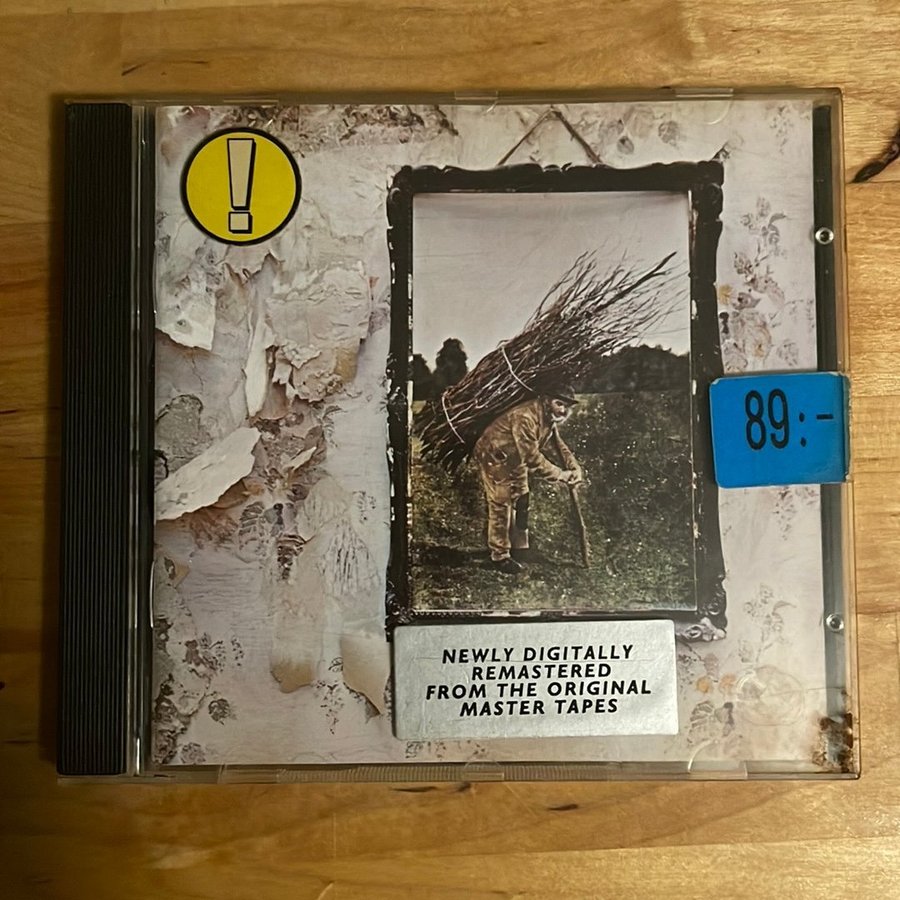 !
89:-
NEWLY DIGITALLY
REMASTERED
FROM THE ORIGINAL
MASTER TAPES